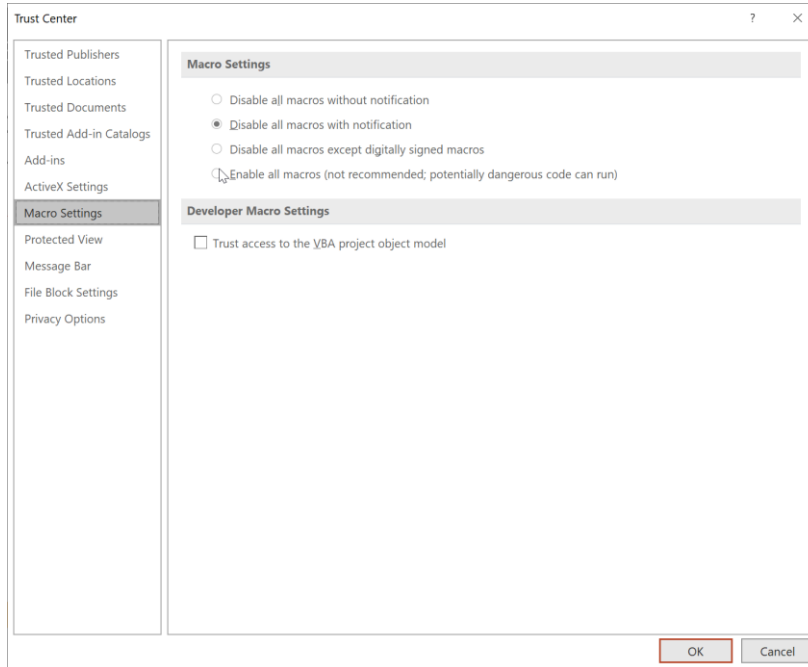 Trust Center
?
Trusted Publishers
Trusted Locations
Trusted Documents
Trusted Add-in Catalogs
Add-ins
ActiveX Settings
Macro Settings
Protected View
Message Bar
File Block Settings
Privacy Options
Macro Settings
Disable all macros without notification
Disable all macros with notification
Disable all macros except digitally signed macros
Enable all macros (not recommended; potentially dangerous code can run)
Developer Macro Settings
Trust access to the VBA project object model
OK
Cancel